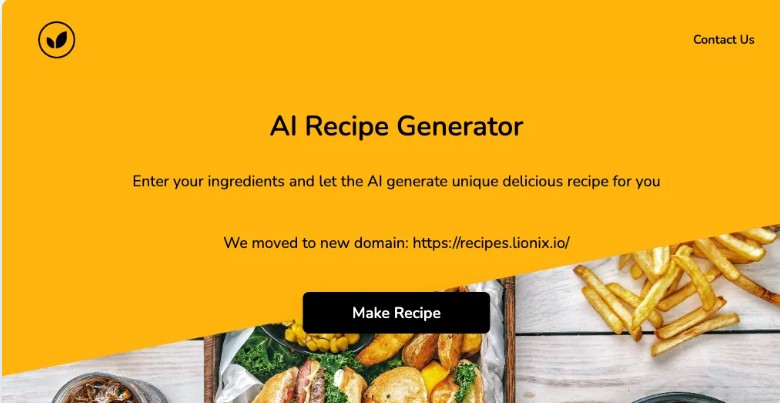 Contact Us
AI Recipe Generator
Enter your ingredients and let the AI generate unique delicious recipe for you
We moved to new domain: https://recipes.lionix.io/
Make Recipe